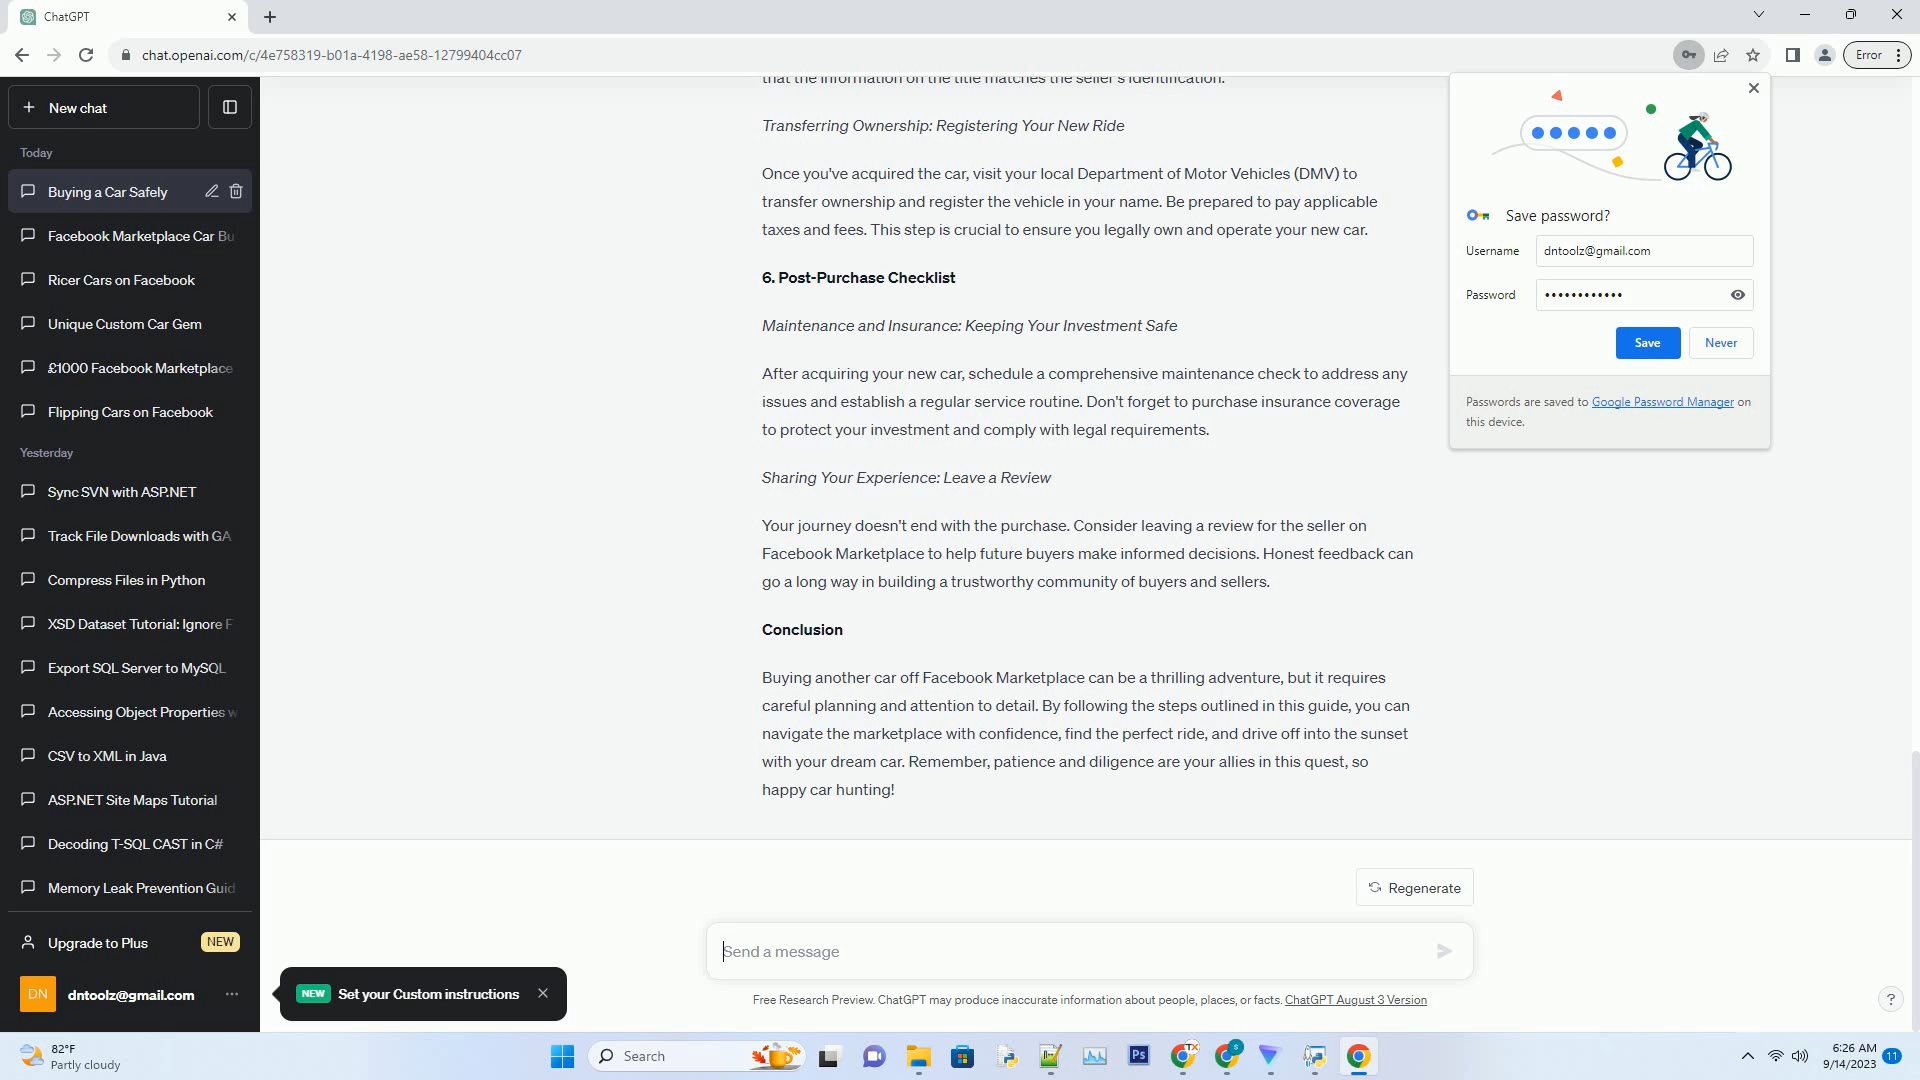 ChatGPT
chat.openai.com/c/4e758319-b01a-4198-ae58-12799404cc07
Error
New chat
Today
Buying a Car Safely
Facebook Marketplace Car Bu
Ricer Cars on Facebook
Unique Custom Car Gem
£1000 Facebook Marketplace
Flipping Cars on Facebook
Yesterday
Sync SVN with ASP.NET
Track File Downloads with GA
Compress Files in Python
XSD Dataset Tutorial: Ignore F
Export SQL Server to MySQL
Accessing Object Properties w
CSV to XML in Java
ASP.NET Site Maps Tutorial
Decoding T-SQL CAST in C#
Memory Leak Prevention Guid
Upgrade to Plus NEW
DN dntoolz@gmail.com
that the information on the title matches the seller's identification.
Transferring Ownership: Registering Your New Ride
Once you've acquired the car, visit your local Department of Motor Vehicles (DMV) to
transfer ownership and register the vehicle in your name. Be prepared to pay applicable
taxes and fees. This step is crucial to ensure you legally own and operate your new car.
6. Post-Purchase Checklist
Maintenance and Insurance: Keeping Your Investment Safe
After acquiring your new car, schedule a comprehensive maintenance check to address any
issues and establish a regular service routine. Don't forget to purchase insurance coverage
to protect your investment and comply with legal requirements.
Sharing Your Experience: Leave a Review
Your journey doesn't end with the purchase. Consider leaving a review for the seller on
Facebook Marketplace to help future buyers make informed decisions. Honest feedback can
go a long way in building a trustworthy community of buyers and sellers.
Conclusion
Buying another car off Facebook Marketplace can be a thrilling adventure, but it requires
careful planning and attention to detail. By following the steps outlined in this guide, you can
navigate the marketplace with confidence, find the perfect ride, and drive off into the sunset
with your dream car. Remember, patience and diligence are your allies in this quest, so
happy car hunting!
Save password?
Username dntoolz@gmail.com
Password ••••••••••••
Save Never
Passwords are saved to Google Password Manager on
this device.
Regenerate
Send a message
NEW Set your Custom instructions
Free Research Preview. ChatGPT may produce inaccurate information about people, places, or facts. ChatGPT August 3 Version
?
82°F
Partly cloudy
Search
Ps
TX
S
6:26 AM
9/14/2023
11